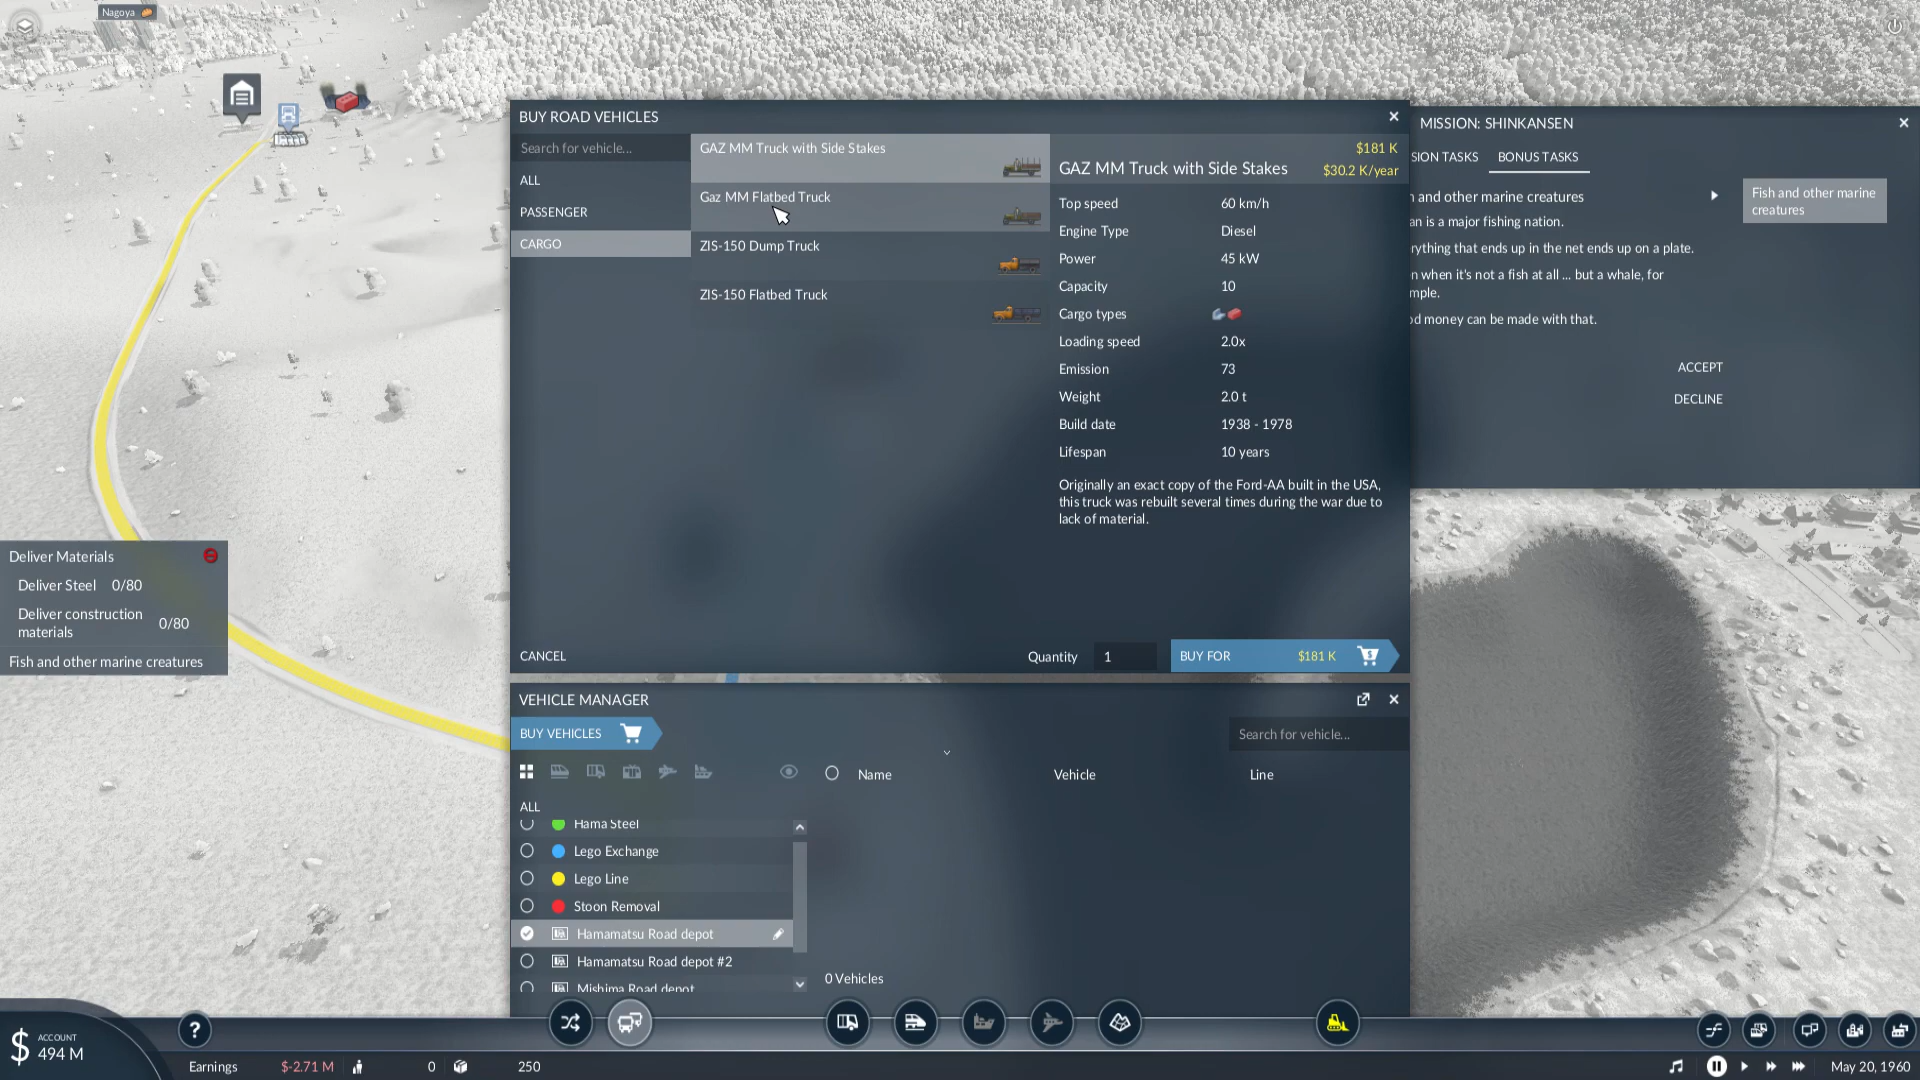 Nagoya
BUY ROAD VEHICLES
Search for vehicle...
ALL
PASSENGER
CARGO
GAZ MM Truck with Side Stakes
Gaz MM Flatbed Truck
ZIS-150 Dump Truck
ZIS-150 Flatbed Truck
$181 K
GAZ MM Truck with Side Stakes
$30.2 K/year
Top speed 60 km/h
Engine Type Diesel
Power 45 kW
Capacity 10
Cargo types
Loading speed 2.0x
Emission 73
Weight 2.0 t
Build date 1938 - 1978
Lifespan 10 years
Originally an exact copy of the Ford-AA built in the USA,
this truck was rebuilt several times during the war due to
lack of material.
CANCEL
Quantity 1
BUY FOR $181 K
MISSION: SHINKANSEN
SION TASKS BONUS TASKS
and other marine creatures
an is a major fishing nation.
rything that ends up in the net ends up on a plate.
n when it's not a fish at all ... but a whale, for
mple.
od money can be made with that.
Fish and other marine
creatures
ACCEPT
DECLINE
Deliver Materials
Deliver Steel 0/80
Deliver construction
materials 0/80
Fish and other marine creatures
VEHICLE MANAGER
BUY VEHICLES
Search for vehicle...
Name Vehicle Line
ALL
Hama Steel
Lego Exchange
Lego Line
Stoon Removal
Hamamatsu Road depot
Hamamatsu Road depot #2
Mishima Road depot
0 Vehicles
?
$ ACCOUNT
494 M
Earnings $-2.71 M 0 250
May 20, 1960